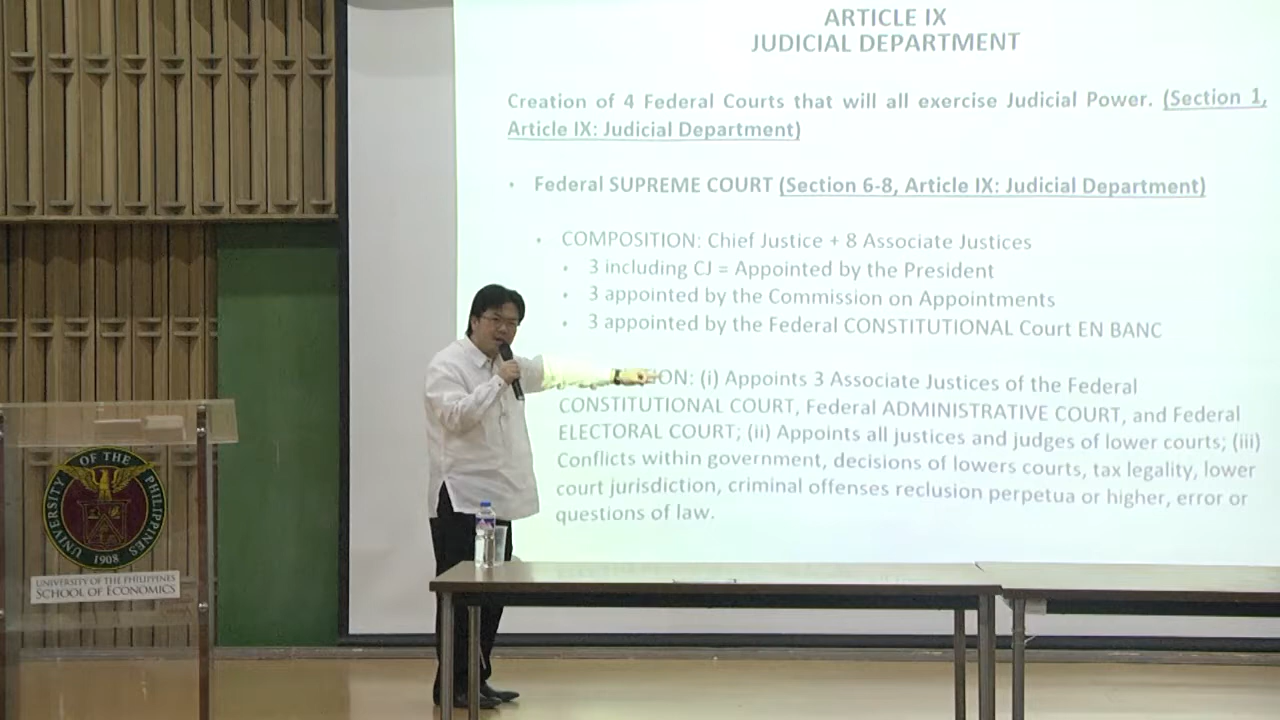 ARTICLE IX
JUDICIAL DEPARTMENT
Creation of 4 Federal Courts that will all exercise Judicial Power. (Section 1,
Article IX: Judicial Department)
• Federal SUPREME COURT (Section 6-8, Article IX: Judicial Department)
• COMPOSITION: Chief Justice + 8 Associate Justices
• 3 including CJ = Appointed by the President
• 3 appointed by the Commission on Appointments
• 3 appointed by the Federal CONSTITUTIONAL Court EN BANC
ON: (i) Appoints 3 Associate Justices of the Federal
CONSTITUTIONAL COURT, Federal ADMINISTRATIVE COURT, and Federal
ELECTORAL COURT; (ii) Appoints all justices and judges of lower courts; (iii)
Conflicts within government, decisions of lowers courts, tax legality, lower
court jurisdiction, criminal offenses reclusion perpetua or higher, error or
questions of law.
UNIVERSITY OF THE PHILIPPINES
1908
UNIVERSITY OF THE PHILIPPINES
SCHOOL OF ECONOMICS